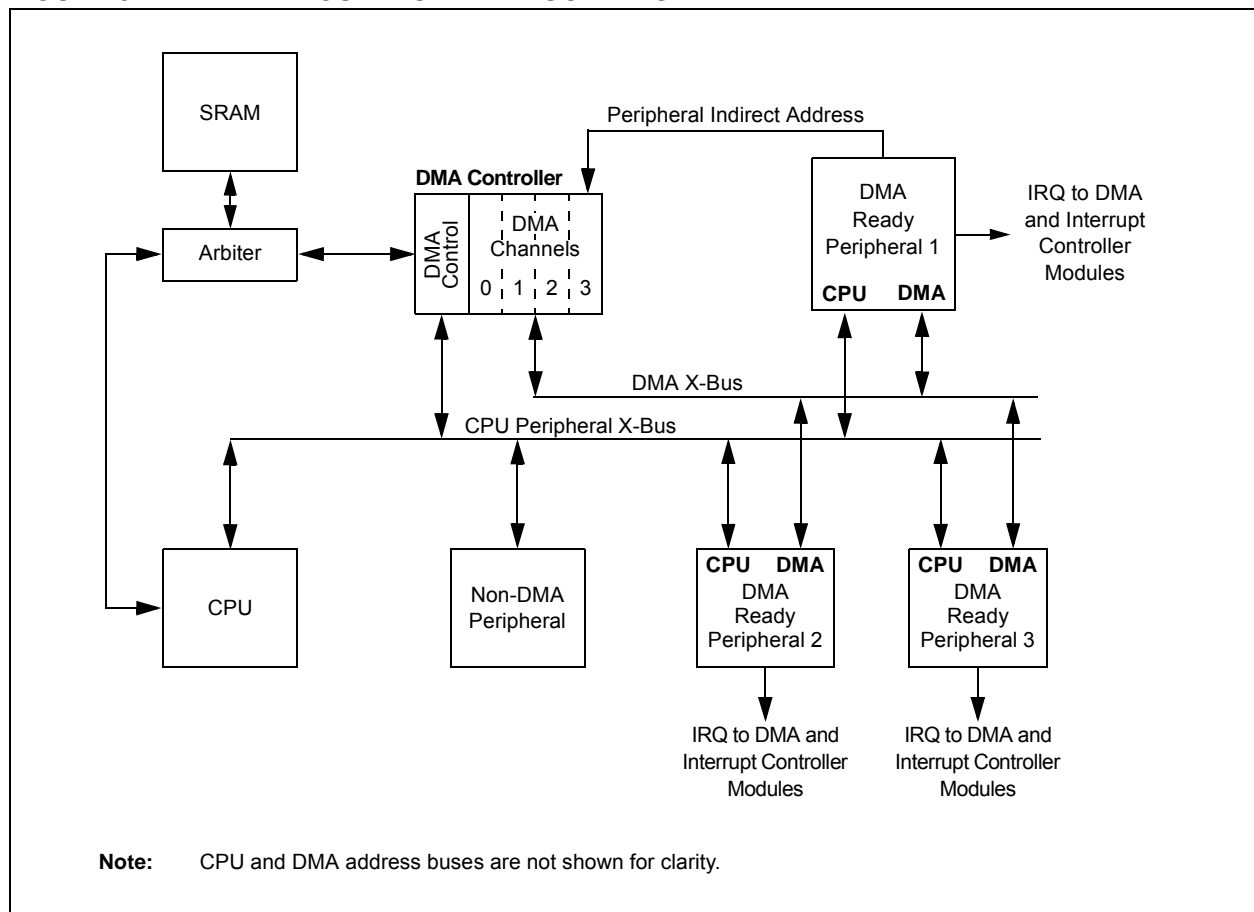 SRAM
Peripheral Indirect Address
DMA Controller
DMA
Ready
Peripheral 1
IRQ to DMA
and Interrupt
Controller
Modules
Arbiter
DMA
Control
DMA
Channels
0 1 2 3
CPU DMA
DMA X-Bus
CPU Peripheral X-Bus
CPU
Non-DMA
Peripheral
CPU DMA
DMA
Ready
Peripheral 2
CPU DMA
DMA
Ready
Peripheral 3
IRQ to DMA and
Interrupt Controller
Modules
IRQ to DMA and
Interrupt Controller
Modules
Note: CPU and DMA address buses are not shown for clarity.